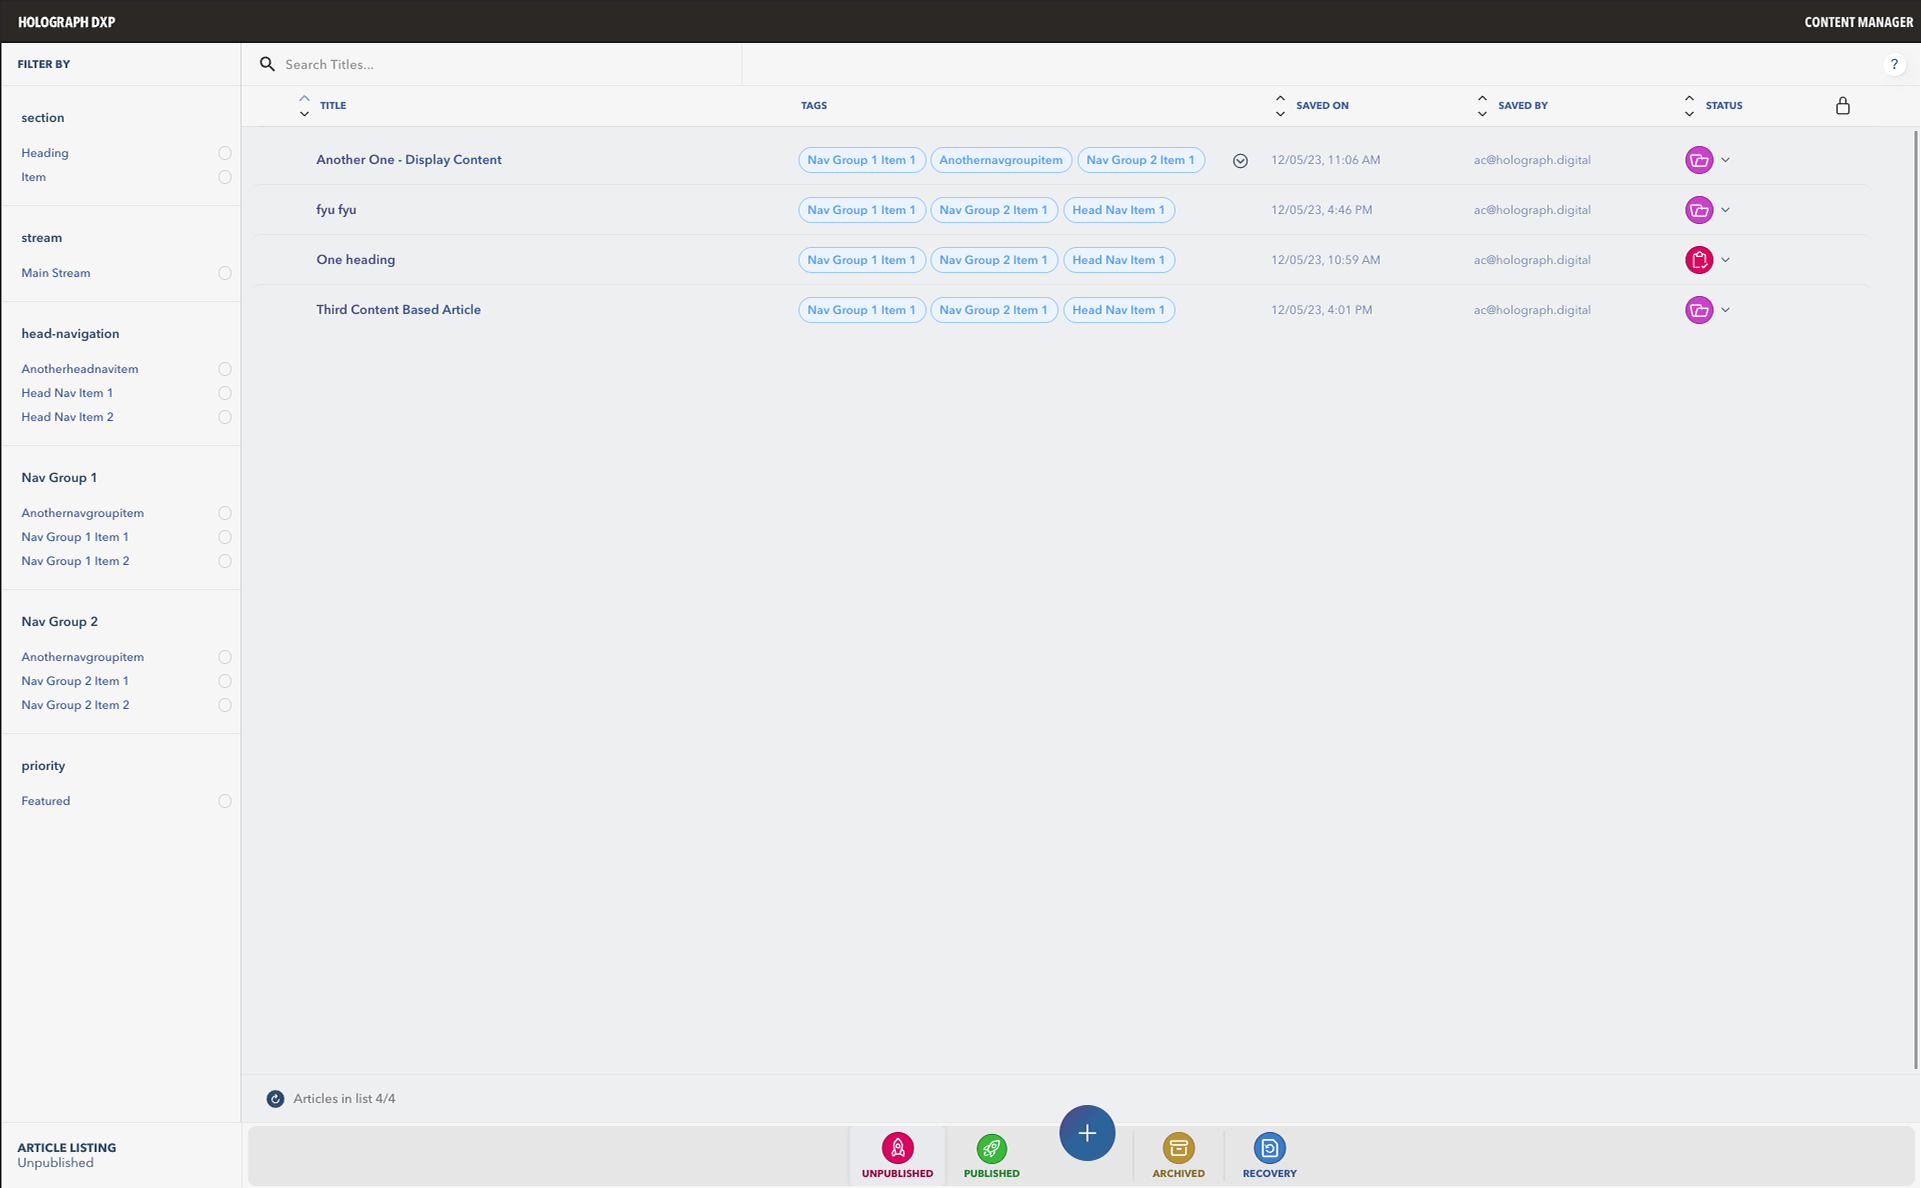 HOLOGRAPH DXP
CONTENT MANAGER
FILTER BY
Search Titles...
?
TITLE TAGS SAVED ON SAVED BY STATUS
section
Heading
Item
stream
Main Stream
head-navigation
Anotherheadnavitem
Head Nav Item 1
Head Nav Item 2
Nav Group 1
Anothernavgroupitem
Nav Group 1 Item 1
Nav Group 1 Item 2
Nav Group 2
Anothernavgroupitem
Nav Group 2 Item 1
Nav Group 2 Item 2
priority
Featured
Another One - Display Content Nav Group 1 Item 1 Anothernavgroupitem Nav Group 2 Item 1 12/05/23, 11:06 AM ac@holograph.digital
fyu fyu Nav Group 1 Item 1 Nav Group 2 Item 1 Head Nav Item 1 12/05/23, 4:46 PM ac@holograph.digital
One heading Nav Group 1 Item 1 Nav Group 2 Item 1 Head Nav Item 1 12/05/23, 10:59 AM ac@holograph.digital
Third Content Based Article Nav Group 1 Item 1 Nav Group 2 Item 1 Head Nav Item 1 12/05/23, 4:01 PM ac@holograph.digital
Articles in list 4/4
ARTICLE LISTING
Unpublished
UNPUBLISHED PUBLISHED ARCHIVED RECOVERY